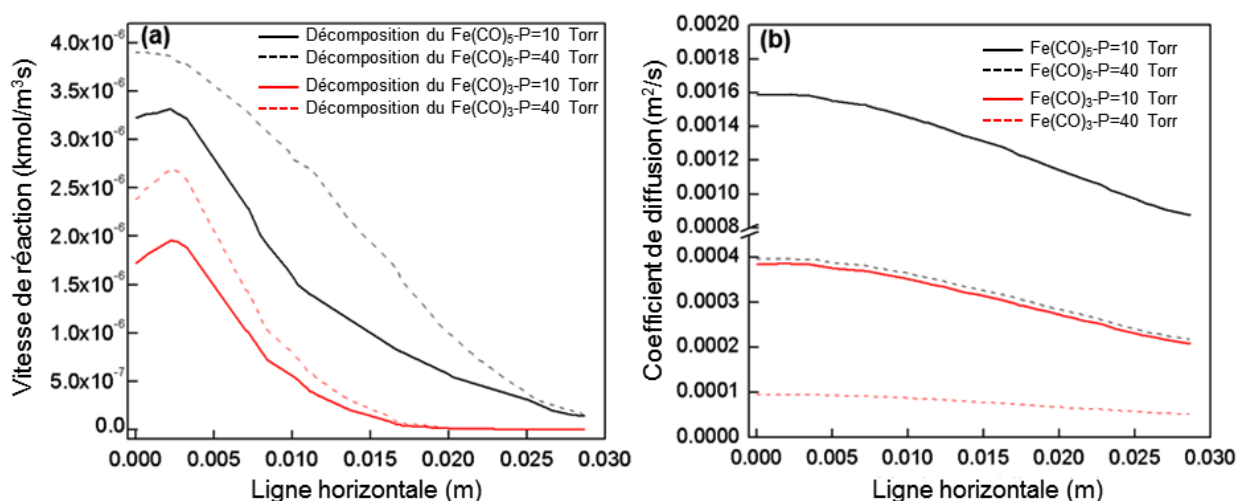 (a)
Décomposition du Fe(CO)₅-P=10 Torr
Décomposition du Fe(CO)₅-P=40 Torr
Décomposition du Fe(CO)₃-P=10 Torr
Décomposition du Fe(CO)₃-P=40 Torr
Vitesse de réaction (kmol/m³s)
4.0x10⁻⁶
3.5x10⁻⁶
3.0x10⁻⁶
2.5x10⁻⁶
2.0x10⁻⁶
1.5x10⁻⁶
1.0x10⁻⁶
5.0x10⁻⁷
0.0
0.000 0.005 0.010 0.015 0.020 0.025 0.030
Ligne horizontale (m)
(b)
Fe(CO)₅-P=10 Torr
Fe(CO)₅-P=40 Torr
Fe(CO)₃-P=10 Torr
Fe(CO)₃-P=40 Torr
Coefficient de diffusion (m²/s)
0.0020
0.0018
0.0016
0.0014
0.0012
0.0010
0.0008
0.0004
0.0003
0.0002
0.0001
0.0000
0.000 0.005 0.010 0.015 0.020 0.025 0.030
Ligne horizontale (m)